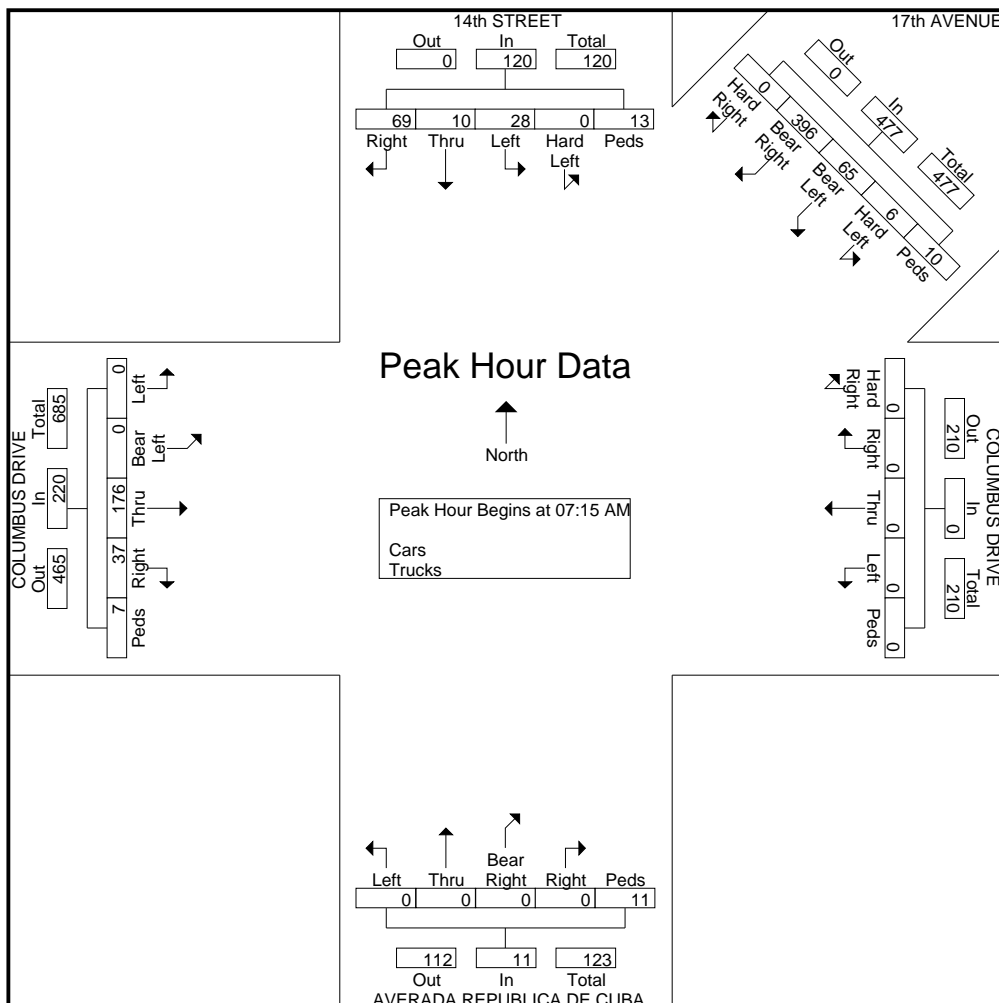 14th STREET
Out In Total
0 120 120
69 10 28 0 13
Right Thru Left Hard Left Peds
17th AVENUE
Out In Total
0 477 477
0 396 65 6 10
Hard Right Bear Right Bear Left Hard Left Peds
COLUMBUS DRIVE
Total In Out
685 220 465
0 0 176 37 7
Left Bear Left Thru Right Peds
Peak Hour Data
North
Peak Hour Begins at 07:15 AM
Cars
Trucks
COLUMBUS DRIVE
Out In Total
210 0 210
0 0 0 0 0
Hard Right Right Thru Left Peds
Left Thru Bear Right Right Peds
0 0 0 0 11
112 11 123
Out In Total
AVERADA REPUBLICA DE CUBA